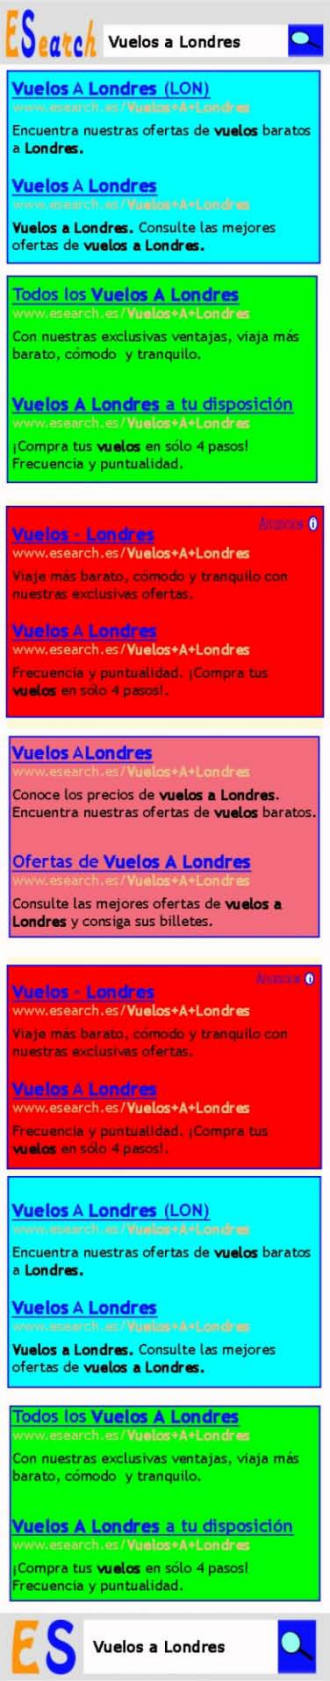 ESearch Vuelos a Londres
Vuelos A Londres (LON)
www.esearch.es/Vuelos+A+Londres
Encuentra nuestras ofertas de vuelos baratos
a Londres.
Vuelos A Londres
www.esearch.es/Vuelos+A+Londres
Vuelos a Londres. Consulte las mejores
ofertas de vuelos a Londres.
Todos los Vuelos A Londres
www.esearch.es/Vuelos+A+Londres
Con nuestras exclusivas ventajas, viaja más
barato, cómodo y tranquilo.
Vuelos A Londres a tu disposición
www.esearch.es/Vuelos+A+Londres
¡Compra tus vuelos en sólo 4 pasos!
Frecuencia y puntualidad.
Anuncios i
Vuelos - Londres
www.esearch.es/Vuelos+A+Londres
Viaje más barato, cómodo y tranquilo con
nuestras exclusivas ofertas.
Vuelos A Londres
www.esearch.es/Vuelos+A+Londres
Frecuencia y puntualidad. ¡Compra tus
vuelos en sólo 4 pasos!.
Vuelos ALondres
www.esearch.es/Vuelos+A+Londres
Conoce los precios de vuelos a Londres.
Encuentra nuestras ofertas de vuelos baratos.
Ofertas de Vuelos A Londres
www.esearch.es/Vuelos+A+Londres
Consulte las mejores ofertas de vuelos a
Londres y consiga sus billetes.
Anuncios i
Vuelos - Londres
www.esearch.es/Vuelos+A+Londres
Viaje más barato, cómodo y tranquilo con
nuestras exclusivas ofertas.
Vuelos A Londres
www.esearch.es/Vuelos+A+Londres
Frecuencia y puntualidad. ¡Compra tus
vuelos en sólo 4 pasos!.
Vuelos A Londres (LON)
www.esearch.es/Vuelos+A+Londres
Encuentra nuestras ofertas de vuelos baratos
a Londres.
Vuelos A Londres
www.esearch.es/Vuelos+A+Londres
Vuelos a Londres. Consulte las mejores
ofertas de vuelos a Londres.
Todos los Vuelos A Londres
www.esearch.es/Vuelos+A+Londres
Con nuestras exclusivas ventajas, viaja más
barato, cómodo y tranquilo.
Vuelos A Londres a tu disposición
www.esearch.es/Vuelos+A+Londres
¡Compra tus vuelos en sólo 4 pasos!
Frecuencia y puntualidad.
ES Vuelos a Londres